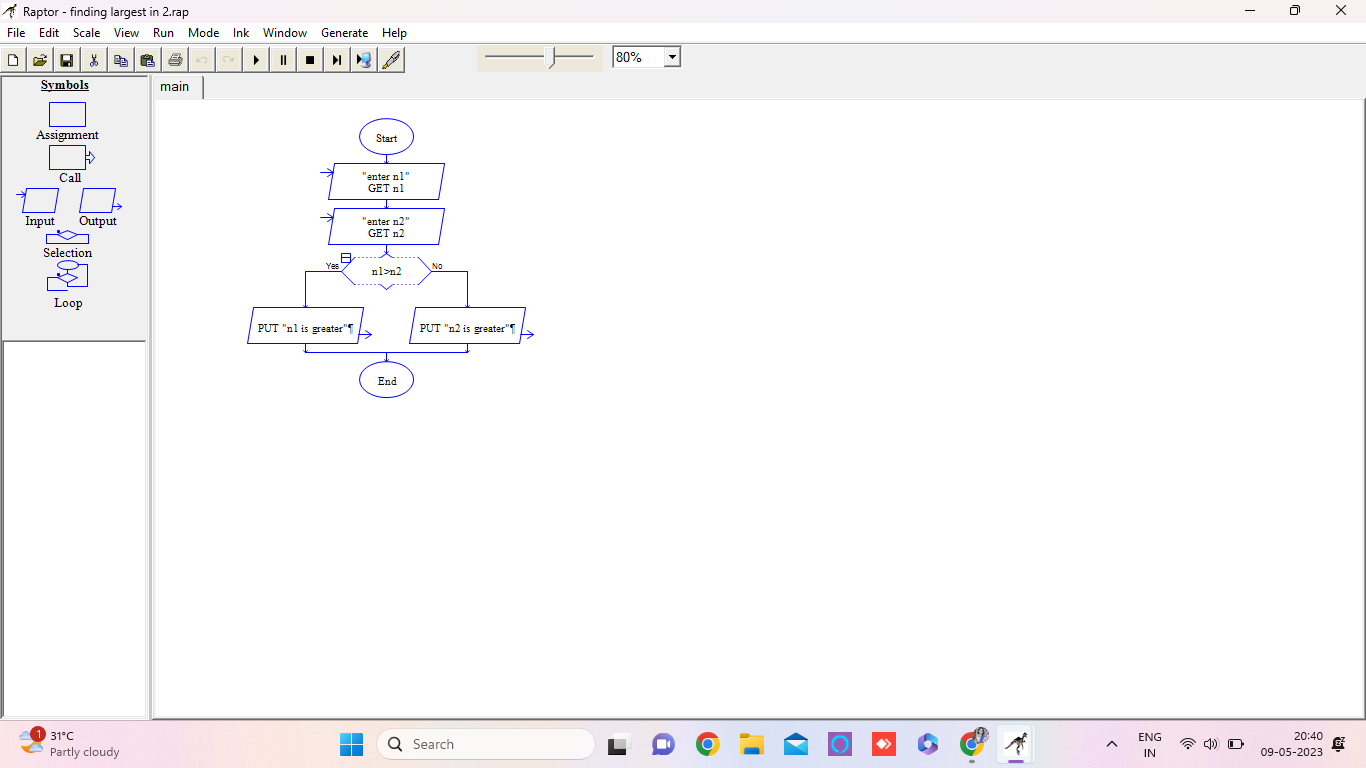 Raptor - finding largest in 2.rap
File Edit Scale View Run Mode Ink Window Generate Help
80%
Symbols
Assignment
Call
Input Output
Selection
Loop
main
Start
"enter n1"
GET n1
"enter n2"
GET n2
Yes n1>n2 No
PUT "n1 is greater"¶ PUT "n2 is greater"¶
End
1
31°C
Partly cloudy
Search
ENG
IN
20:40
09-05-2023